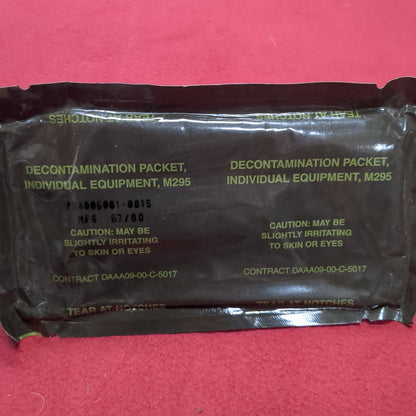 TEAR AT NOTCHES
TEAR AT NOTCHES
DECONTAMINATION PACKET,
INDIVIDUAL EQUIPMENT, M295
MFG 07/00
CAUTION: MAY BE
SLIGHTLY IRRITATING
TO SKIN OR EYES
CONTRACT DAAA09-00-C-5017
TEAR AT NOTCHES
DECONTAMINATION PACKET,
INDIVIDUAL EQUIPMENT, M295
CAUTION: MAY BE
SLIGHTLY IRRITATING
TO SKIN OR EYES
CONTRACT DAAA09-00-C-5017
TEAR AT NOTCHES